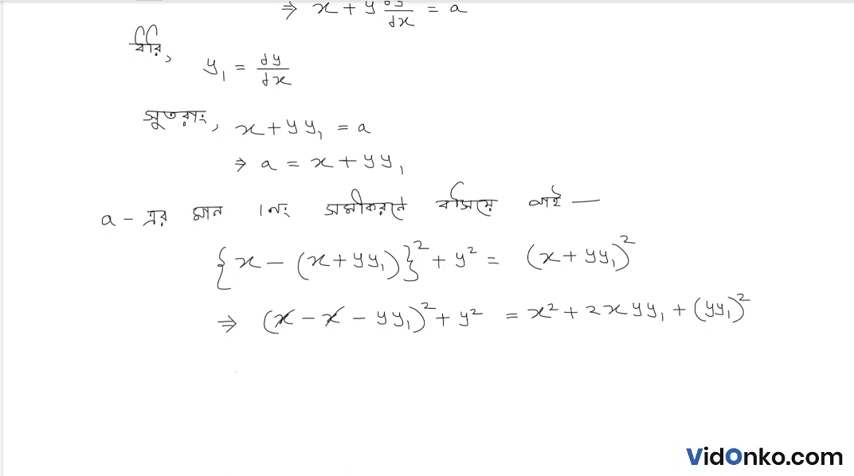 ⇒ x + y dy/dx = a
ধরি,
y₁ = dy/dx
সুতরাং, x + yy₁ = a
⇒ a = x + yy₁
a - এর মান ১নং সমীকরণে বসিয়ে পাই —
{x - (x + yy₁)}² + y² = (x + yy₁)²
⇒ (x - x - yy₁)² + y² = x² + 2xyy₁ + (yy₁)²
VidOnko.com